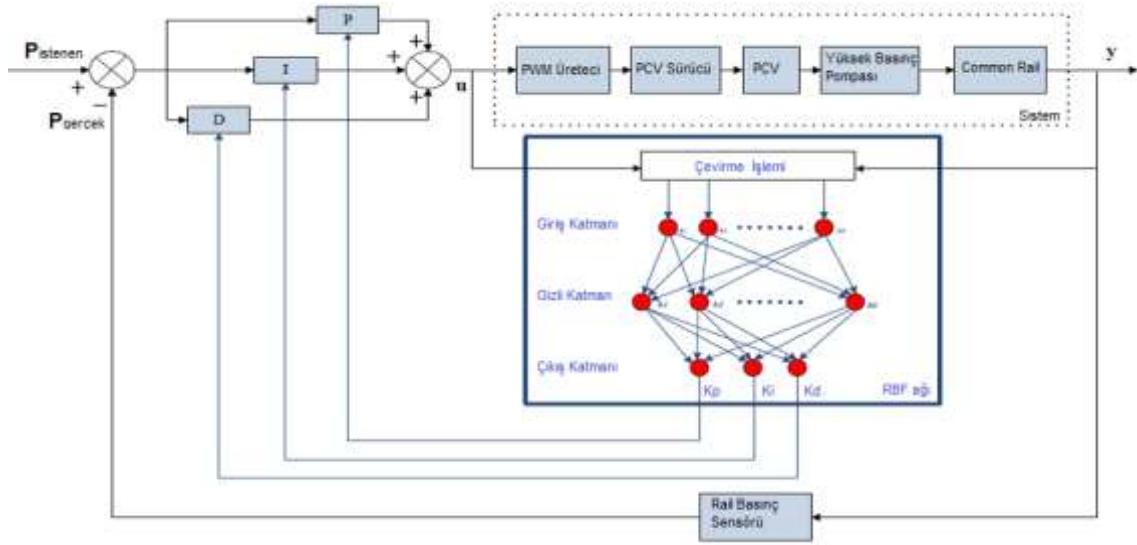 P
Pistenen
I
D
Pgercek
u
PWM Üreteci
PCV Sürücü
PCV
Yüksek Basınç
Pompası
Common Rail
y
Sistem
Çevirme İşlemi
Giriş Katmanı
Gizli Katman
Çıkış Katmanı
Kp
Ki
Kd
RBF ağı
Rail Basınç
Sensörü